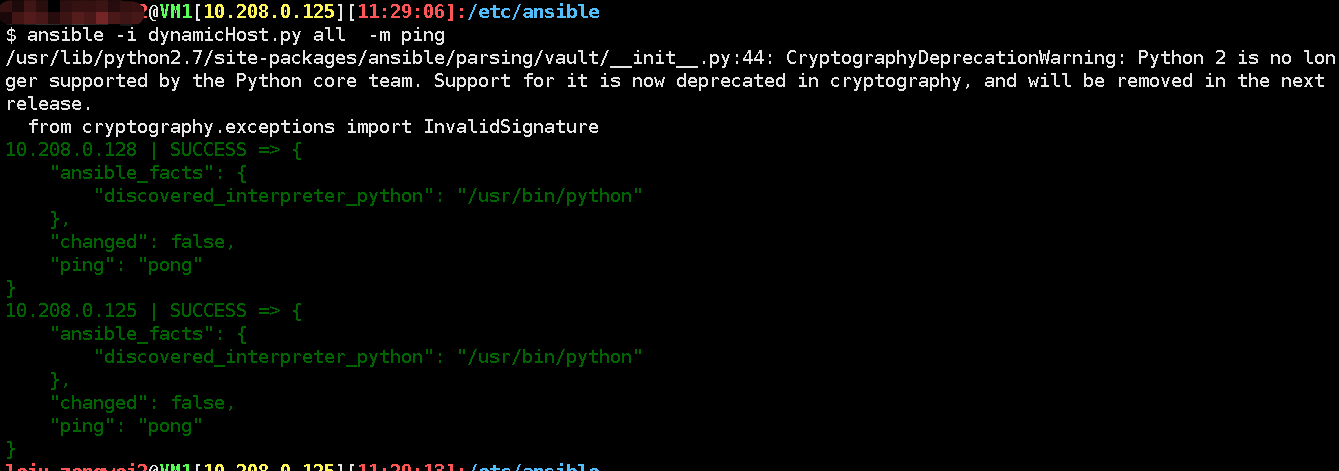 2@VM1[10.208.0.125][11:29:06]:/etc/ansible
$ ansible -i dynamicHost.py all  -m ping
/usr/lib/python2.7/site-packages/ansible/parsing/vault/__init__.py:44: CryptographyDeprecationWarning: Python 2 is no lon
ger supported by the Python core team. Support for it is now deprecated in cryptography, and will be removed in the next
release.
  from cryptography.exceptions import InvalidSignature
10.208.0.128 | SUCCESS => {
    "ansible_facts": {
        "discovered_interpreter_python": "/usr/bin/python"
    },
    "changed": false,
    "ping": "pong"
}
10.208.0.125 | SUCCESS => {
    "ansible_facts": {
        "discovered_interpreter_python": "/usr/bin/python"
    },
    "changed": false,
    "ping": "pong"
}
@VM1[10.208.0.125][11:29:13]:/etc/ansible